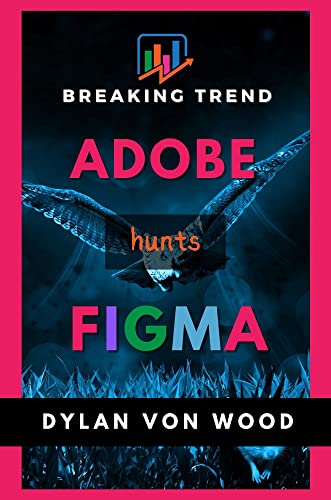 BREAKING TREND
ADOBE
hunts
FIGMA
DYLAN VON WOOD